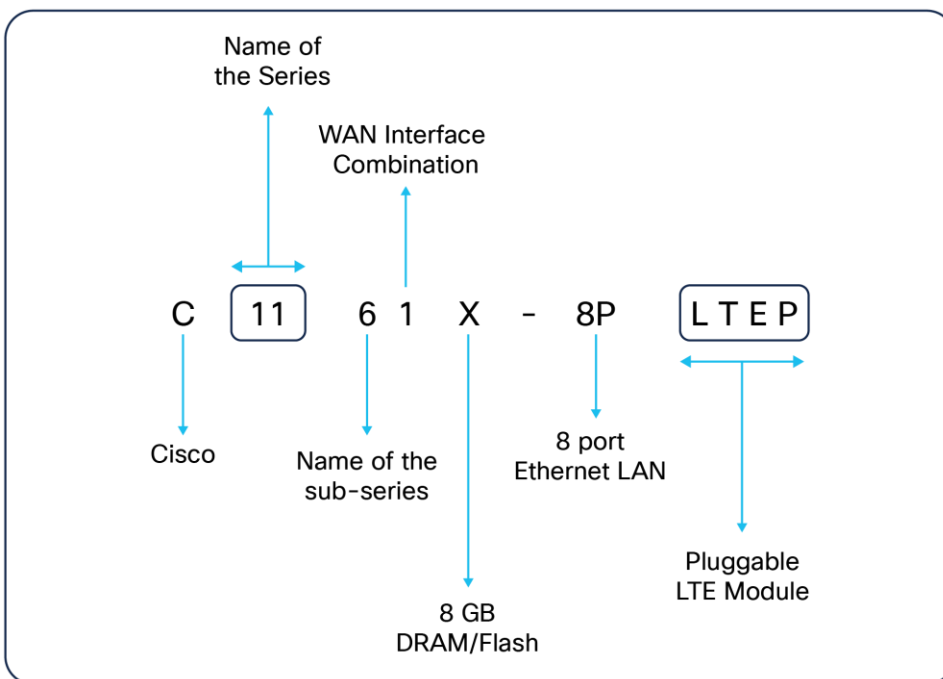 Name of
the Series
WAN Interface
Combination
C 11 6 1 X - 8P LTEP
Cisco
Name of the
sub-series
8 port
Ethernet LAN
8 GB
DRAM/Flash
Pluggable
LTE Module